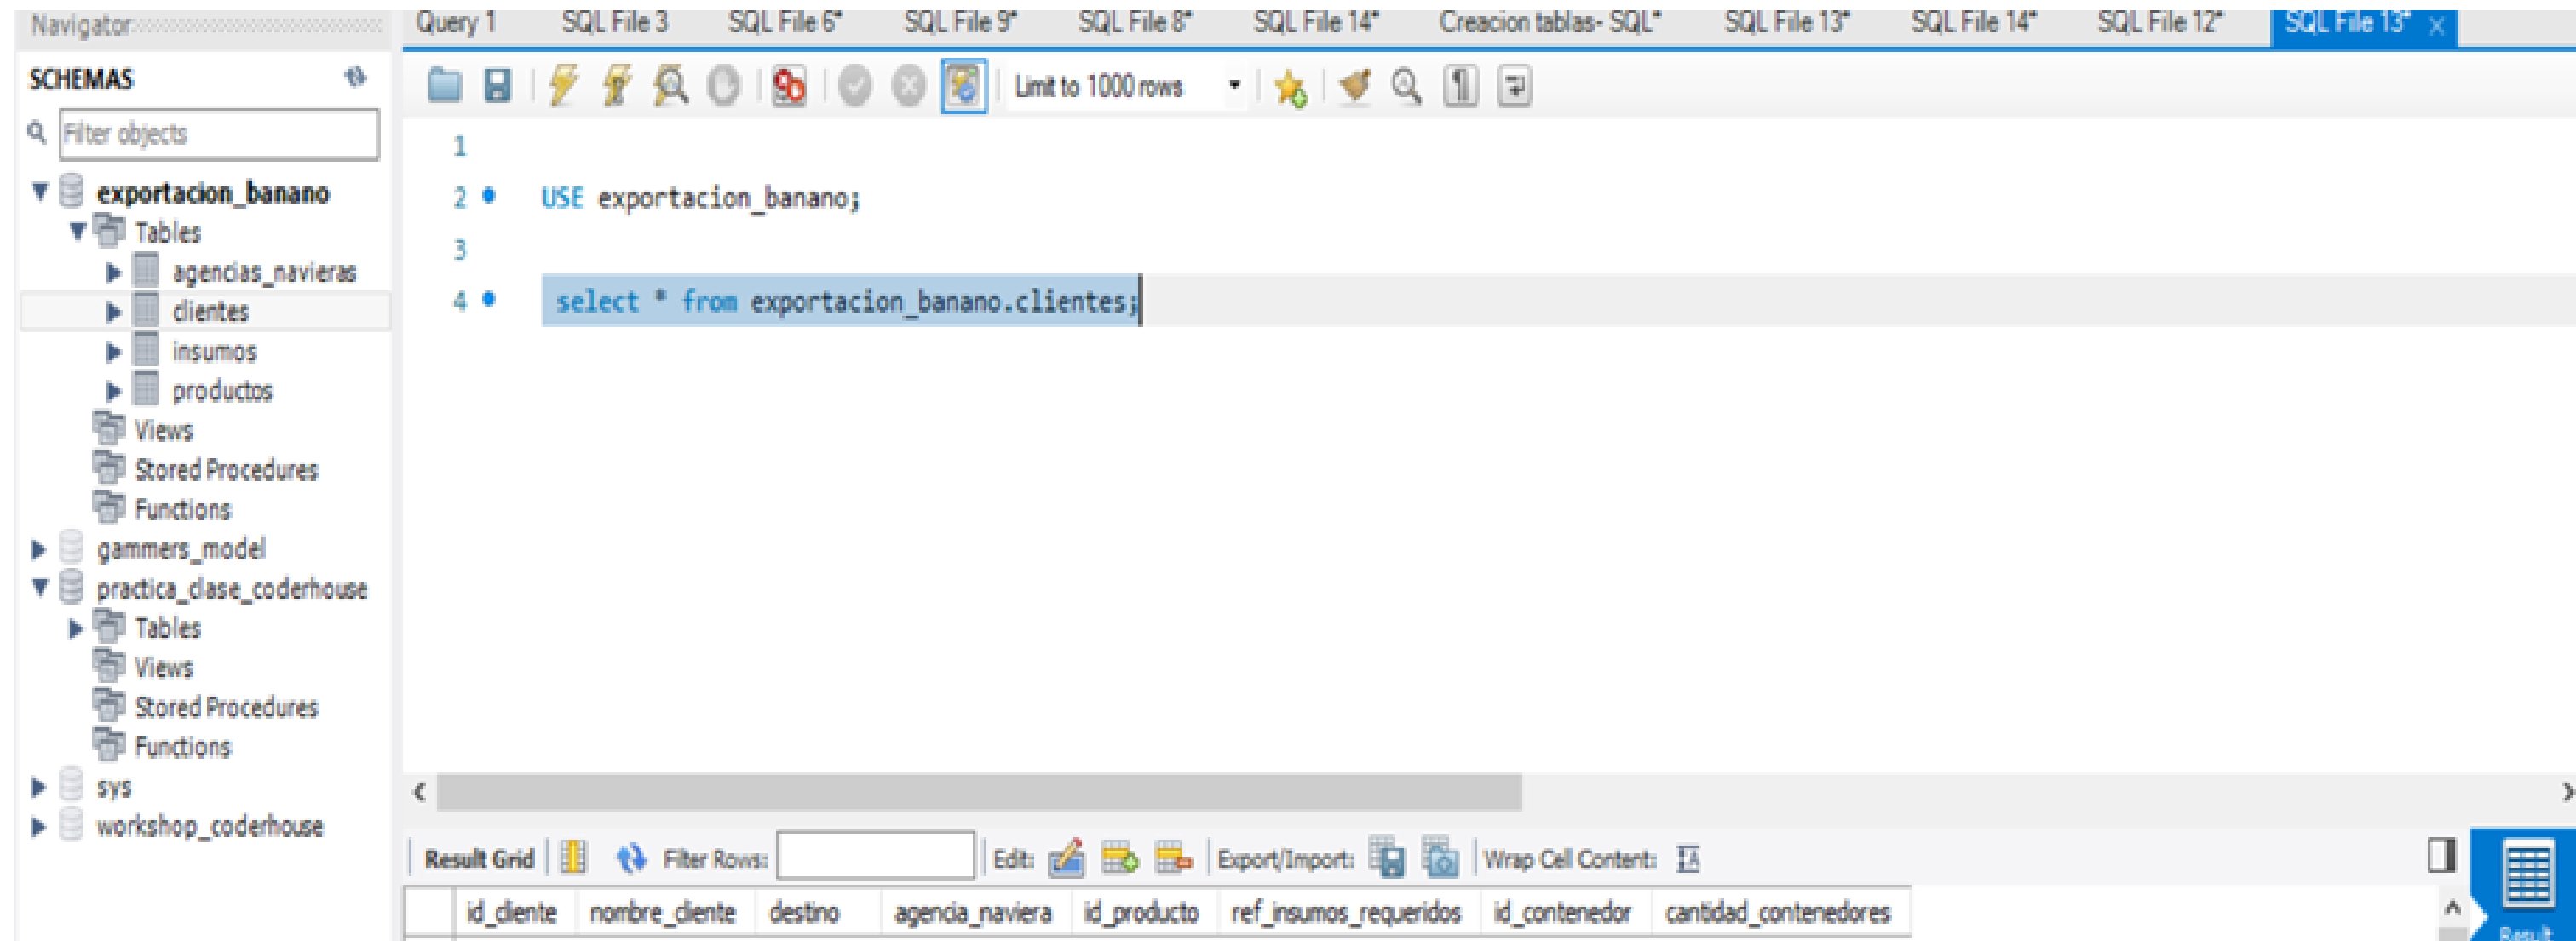 Navigator
Query 1 SQL File 3 SQL File 6* SQL File 9* SQL File 8* SQL File 14* Creacion tablas- SQL* SQL File 13* SQL File 14* SQL File 12* SQL File 13* x
SCHEMAS
Limit to 1000 rows
Filter objects
exportacion_banano
Tables
agencias_navieras
clientes
insumos
productos
Views
Stored Procedures
Functions
gammers_model
practica_clase_coderhouse
Tables
Views
Stored Procedures
Functions
sys
workshop_coderhouse
1
2 USE exportacion_banano;
3
4 select * from exportacion_banano.clientes;
Result Grid Filter Rows: Edit: Export/Import: Wrap Cell Content: IA
id_cliente nombre_cliente destino agencia_naviera id_producto ref_insumos_requeridos id_contenedor cantidad_contenedores
Result